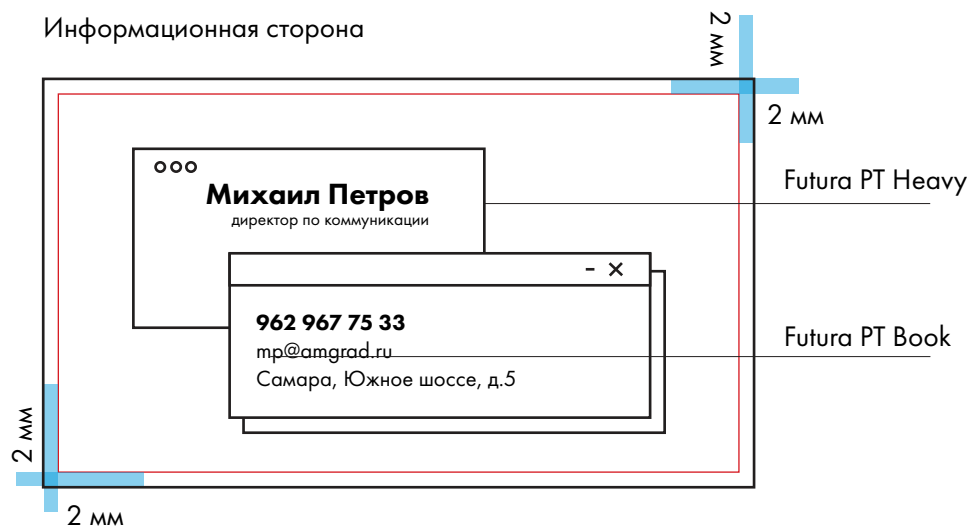 Информационная сторона
2 мм
2 мм
Futura PT Heavy
Михаил Петров
директор по коммуникации
962 967 75 33
mp@amgrad.ru
Самара, Южное шоссе, д.5
Futura PT Book
2 мм
2 мм